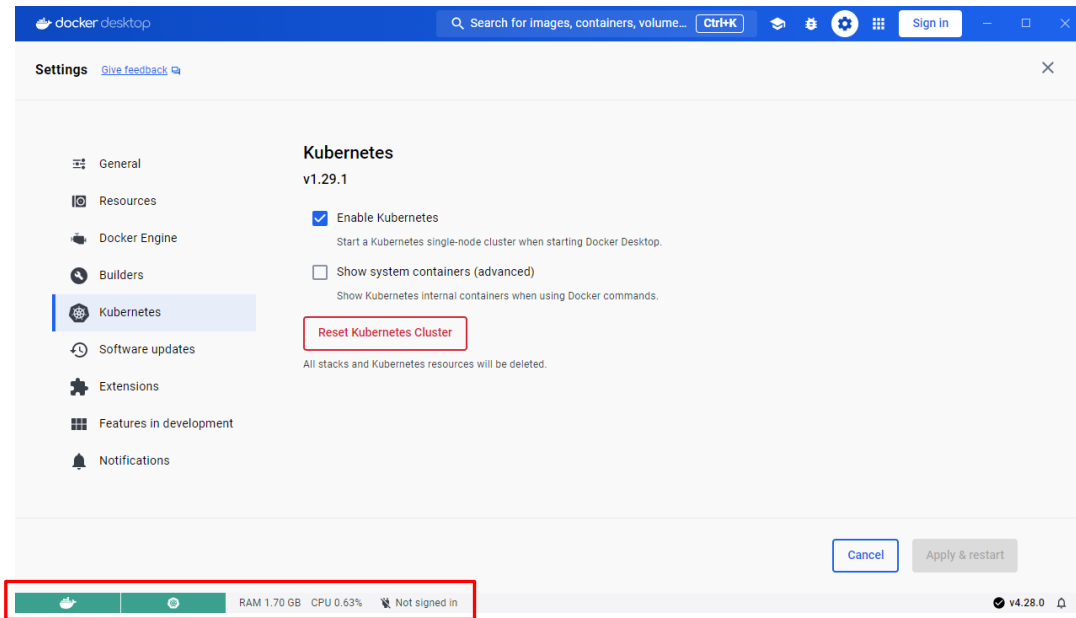 docker desktop
Search for images, containers, volume... Ctrl+K
Sign in
Settings Give feedback
General
Resources
Docker Engine
Builders
Kubernetes
Software updates
Extensions
Features in development
Notifications
Kubernetes
v1.29.1
Enable Kubernetes
Start a Kubernetes single-node cluster when starting Docker Desktop.
Show system containers (advanced)
Show Kubernetes internal containers when using Docker commands.
Reset Kubernetes Cluster
All stacks and Kubernetes resources will be deleted.
Cancel Apply & restart
RAM 1.70 GB CPU 0.63% Not signed in v4.28.0